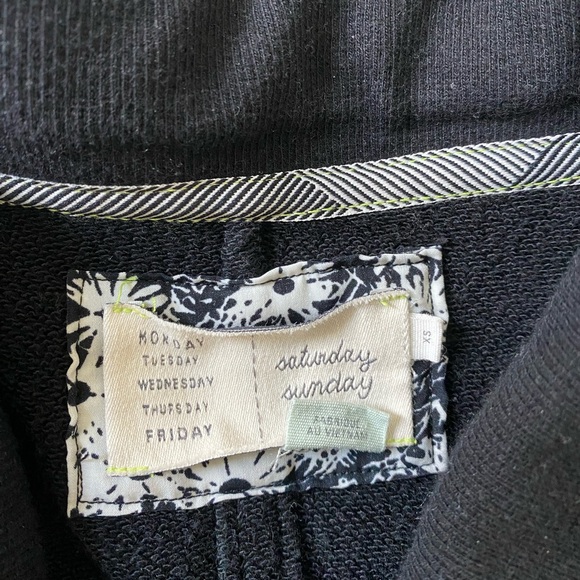 MONDAY
TUESDAY
WEDNESDAY
THURSDAY
FRIDAY
saturday
sunday
FABRIQUÉ
AU VIETNAM
XS